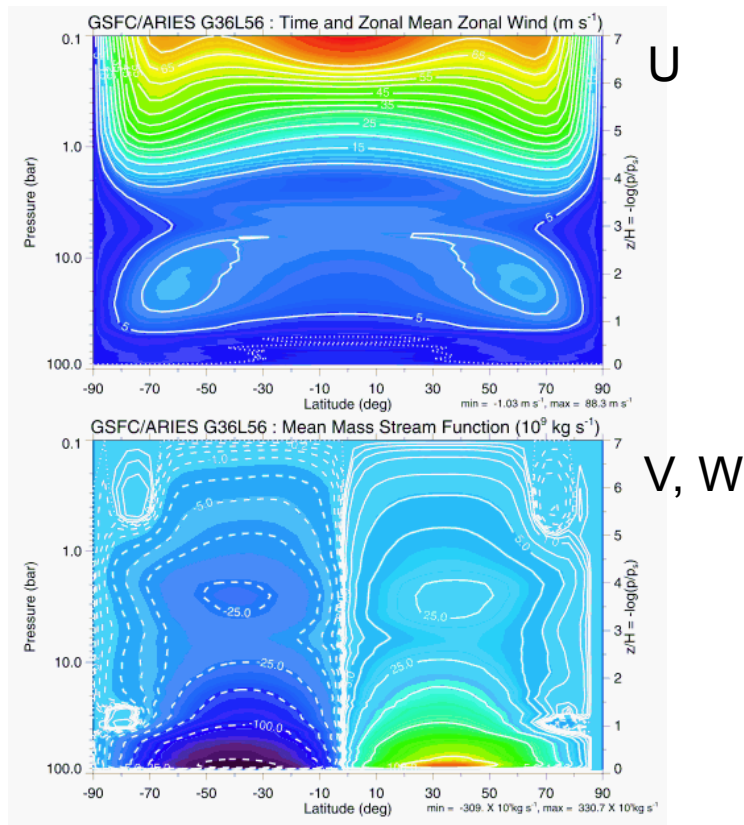 GSFC/ARIES G36L56 : Time and Zonal Mean Zonal Wind (m s⁻¹)
U
0.1
1.0
10.0
100.0
Pressure (bar)
7
6
5
4
3
2
1
0
z/H = -log(p/pₛ)
65
55
45
35
25
15
5
5
5
5
-90 -70 -50 -30 -10 10 30 50 70 90
Latitude (deg)
min = -1.03 m s⁻¹, max = 88.3 m s⁻¹
GSFC/ARIES G36L56 : Mean Mass Stream Function (10⁹ kg s⁻¹)
V, W
0.1
1.0
10.0
100.0
Pressure (bar)
7
6
5
4
3
2
1
0
z/H = -log(p/pₛ)
-5.0
5.0
-25.0
25.0
-25.0
25.0
-100.0
-90 -70 -50 -30 -10 10 30 50 70 90
Latitude (deg)
min = -309. X 10⁹kg s⁻¹, max = 330.7 X 10⁹kg s⁻¹